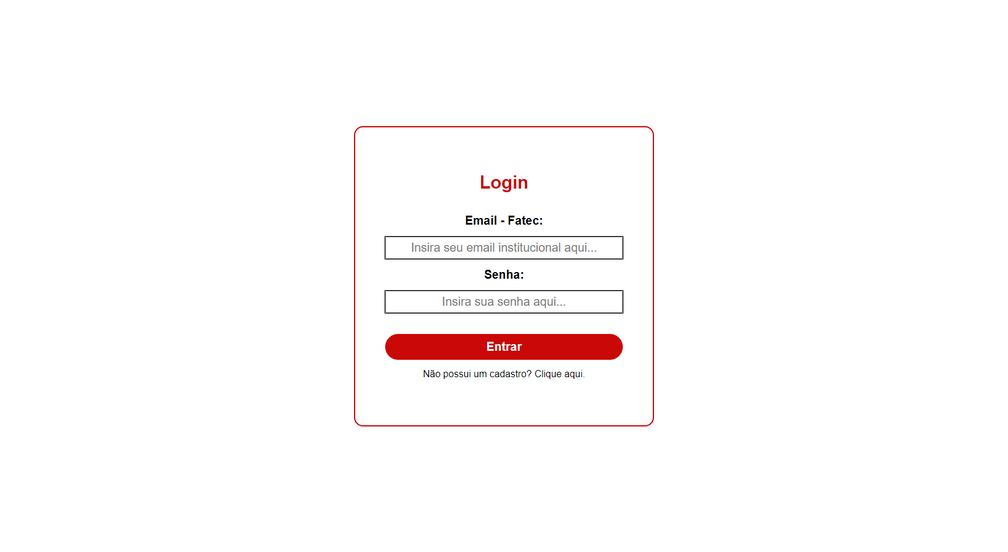 Login
Email - Fatec:
Insira seu email institucional aqui...
Senha:
Insira sua senha aqui...
Entrar
Não possui um cadastro? Clique aqui.